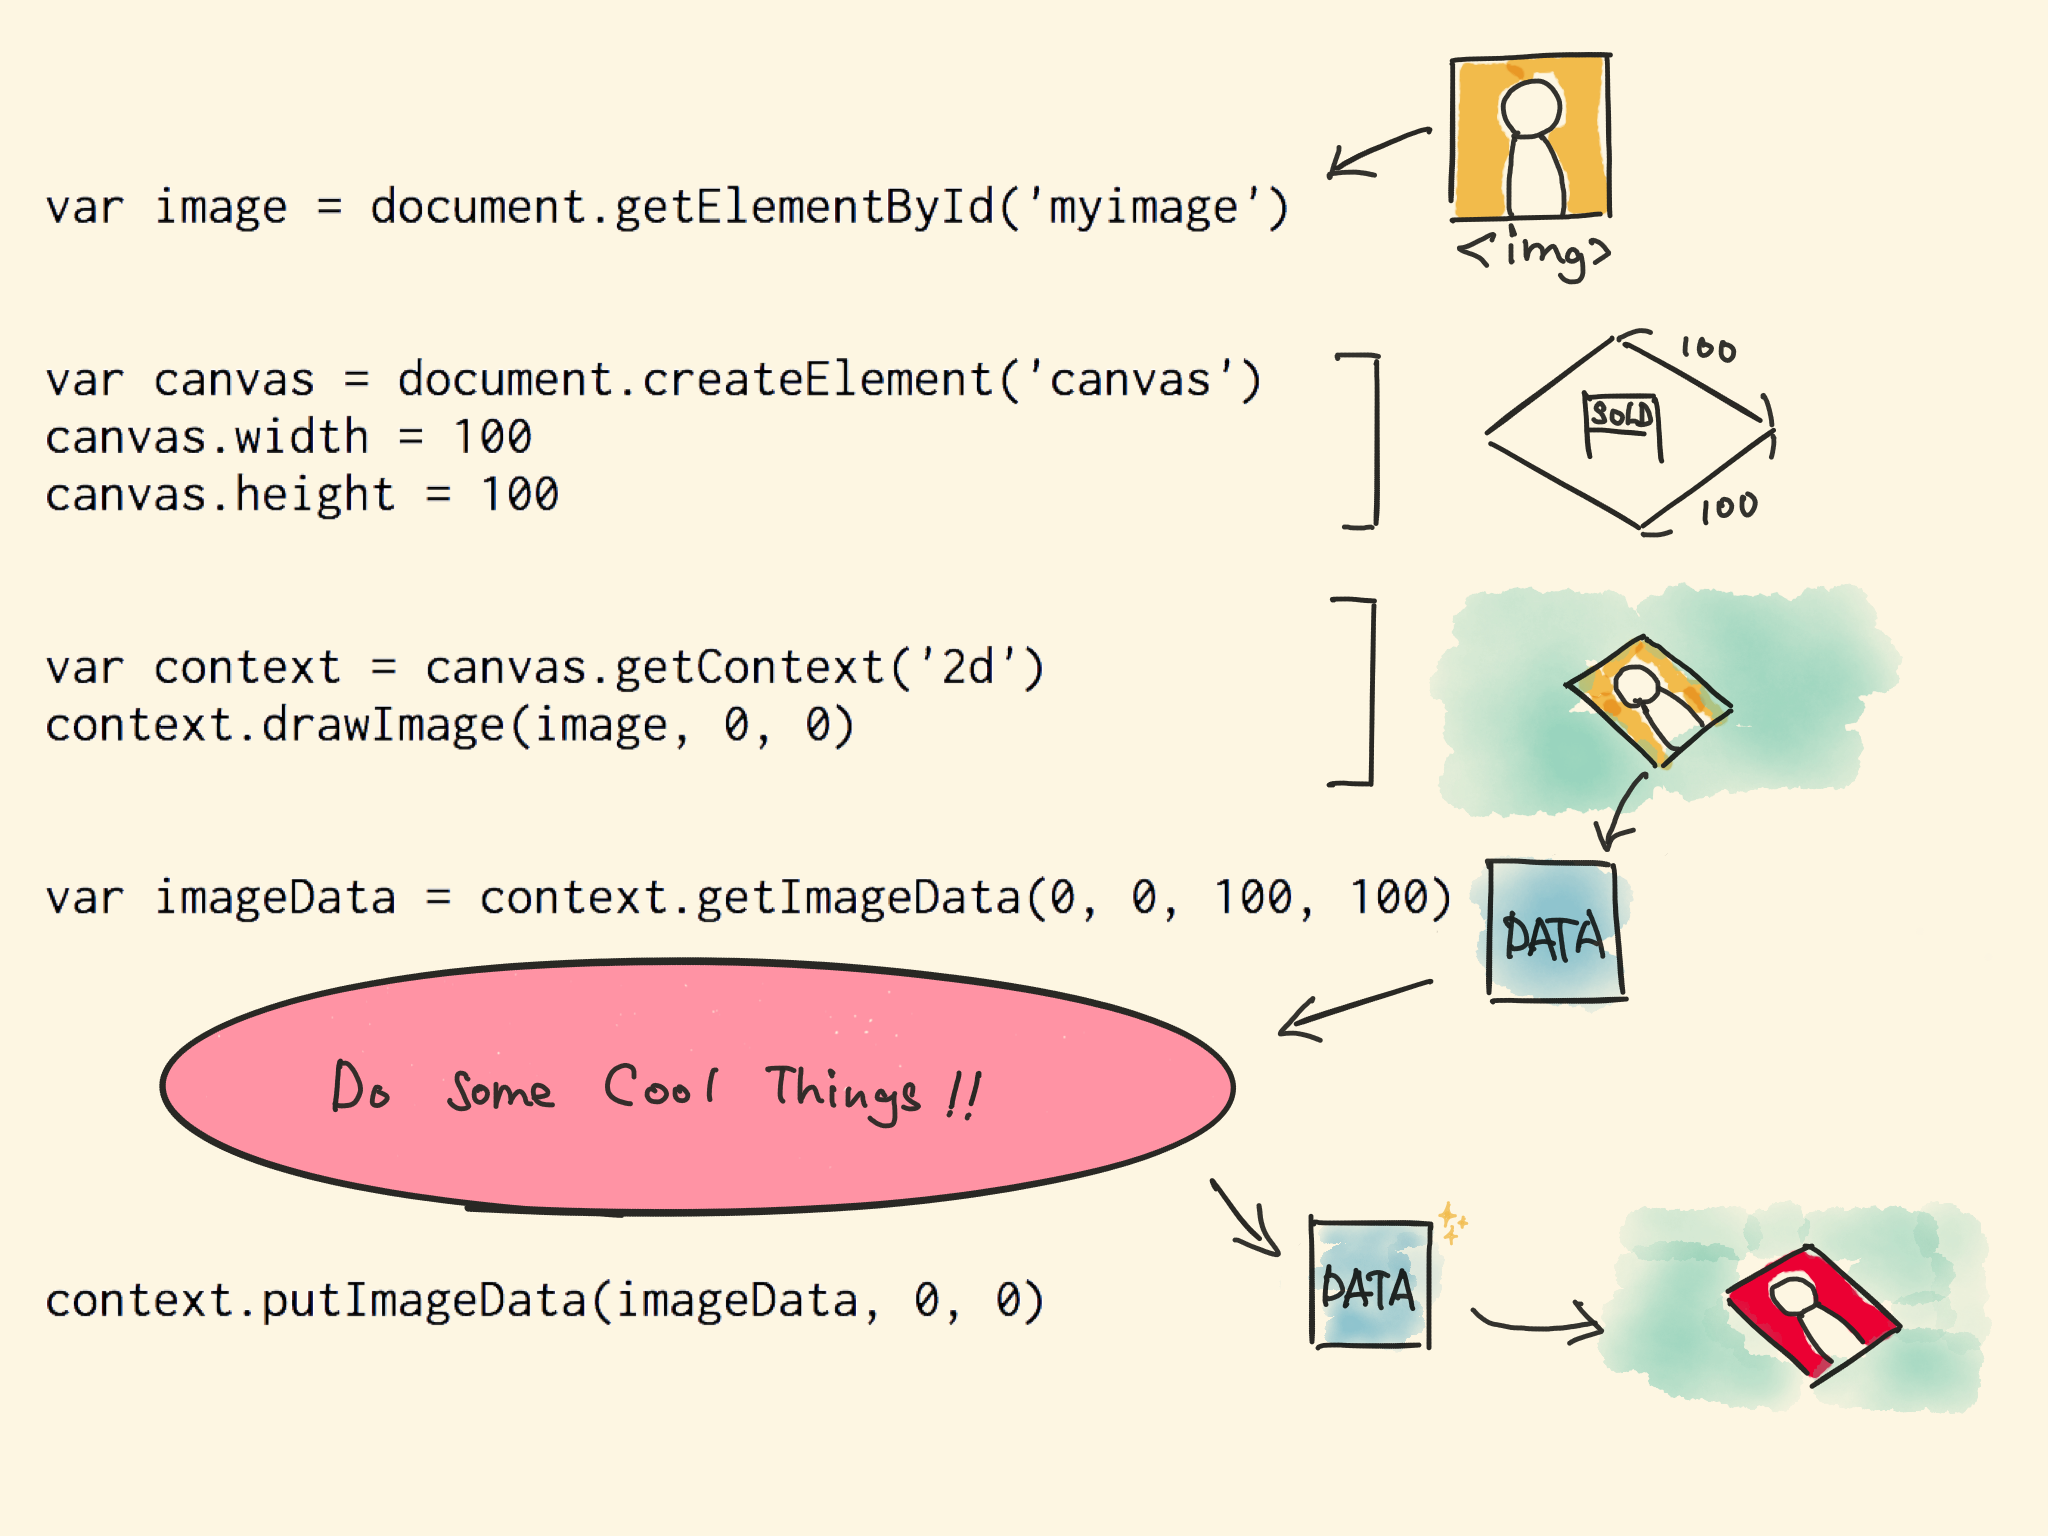 var image = document.getElementById('myimage')
<img>
var canvas = document.createElement('canvas')
canvas.width = 100
canvas.height = 100
100
SOLD
100
var context = canvas.getContext('2d')
context.drawImage(image, 0, 0)
var imageData = context.getImageData(0, 0, 100, 100)
DATA
Do Some Cool Things!!
context.putImageData(imageData, 0, 0)
DATA